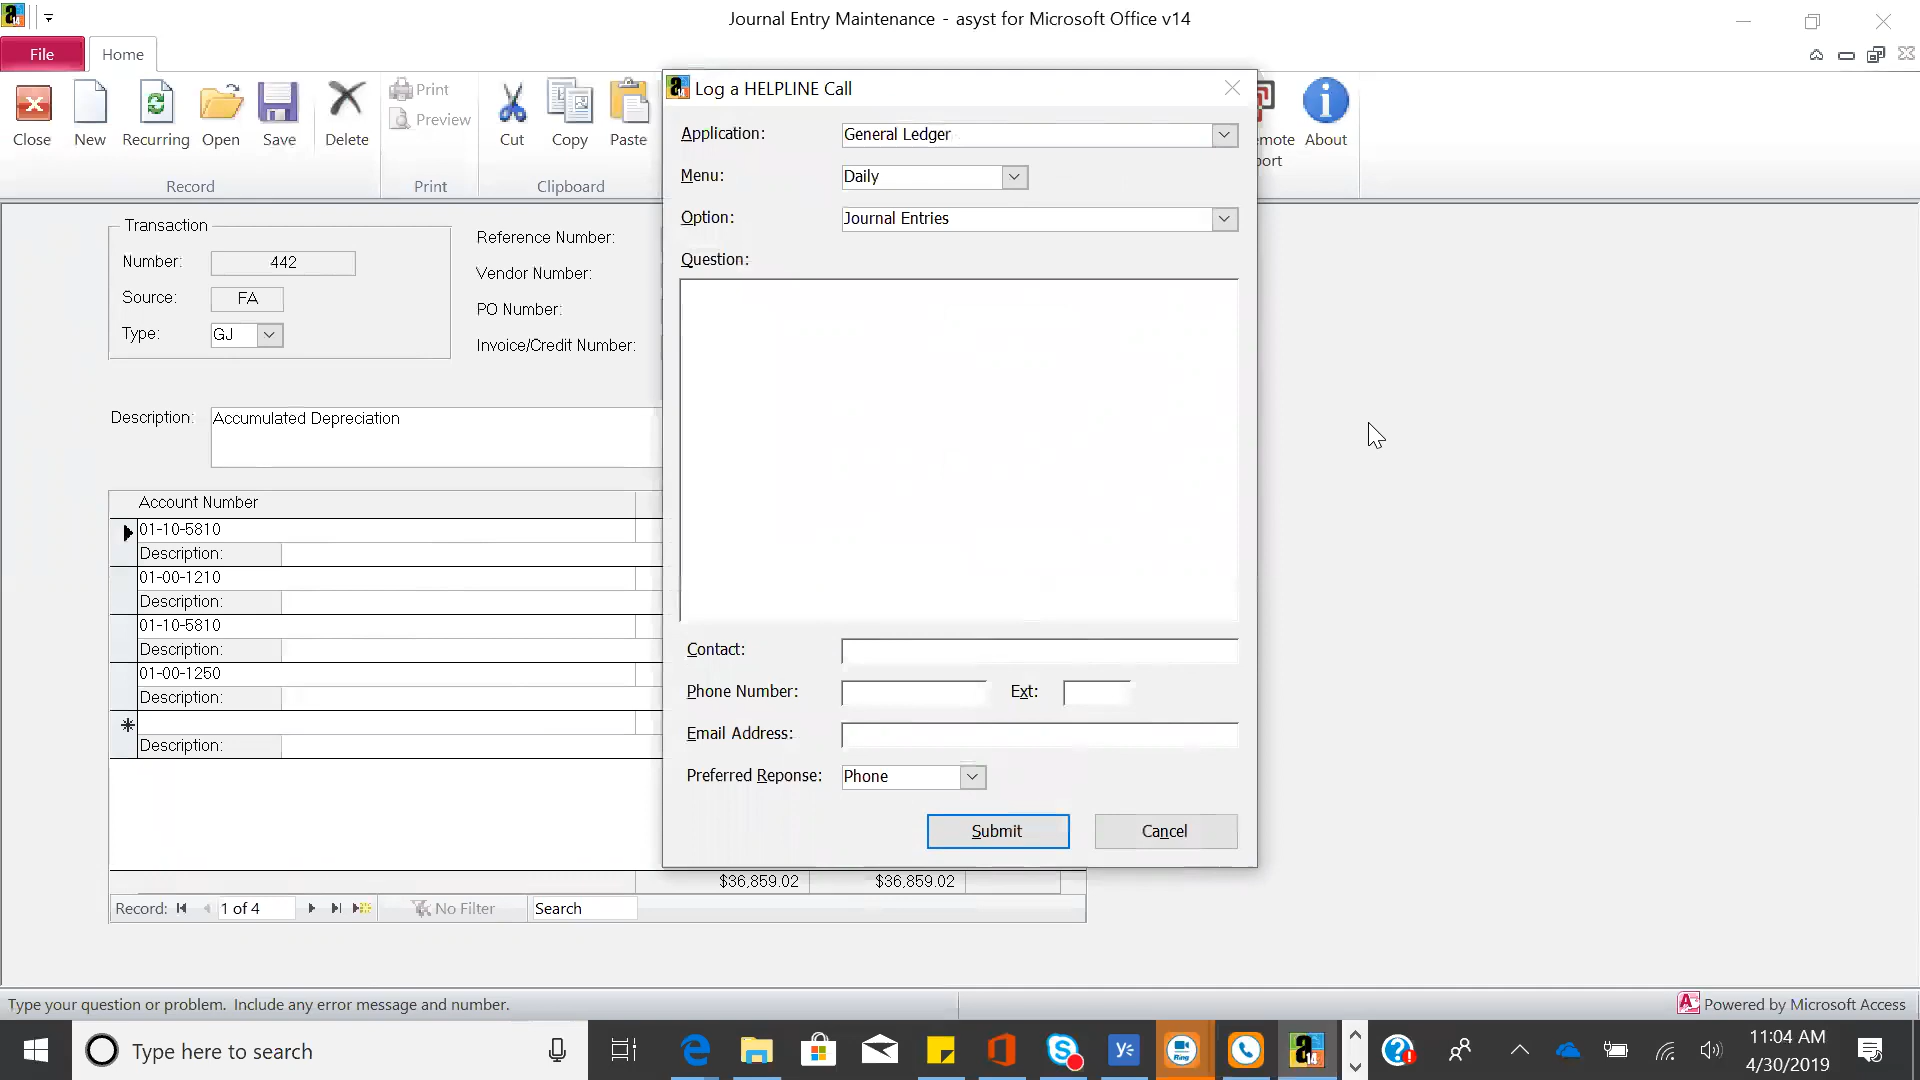 Journal Entry Maintenance - asyst for Microsoft Office v14
File
Home
Close
New
Recurring
Open
Save
Delete
Print
Preview
Cut
Copy
Paste
About
Record
Print
Clipboard
Log a HELPLINE Call
Application:
General Ledger
Menu:
Daily
Option:
Journal Entries
Question:
Contact:
Phone Number:
Ext:
Email Address:
Preferred Reponse:
Phone
Submit
Cancel
Transaction
Number:
442
Source:
FA
Type:
GJ
Reference Number:
Vendor Number:
PO Number:
Invoice/Credit Number:
Description:
Accumulated Depreciation
Account Number
01-10-5810
Description:
01-00-1210
Description:
01-10-5810
Description:
01-00-1250
Description:
Description:
$36,859.02
$36,859.02
Record:
1 of 4
No Filter
Search
Type your question or problem. Include any error message and number.
Powered by Microsoft Access
Type here to search
11:04 AM
4/30/2019